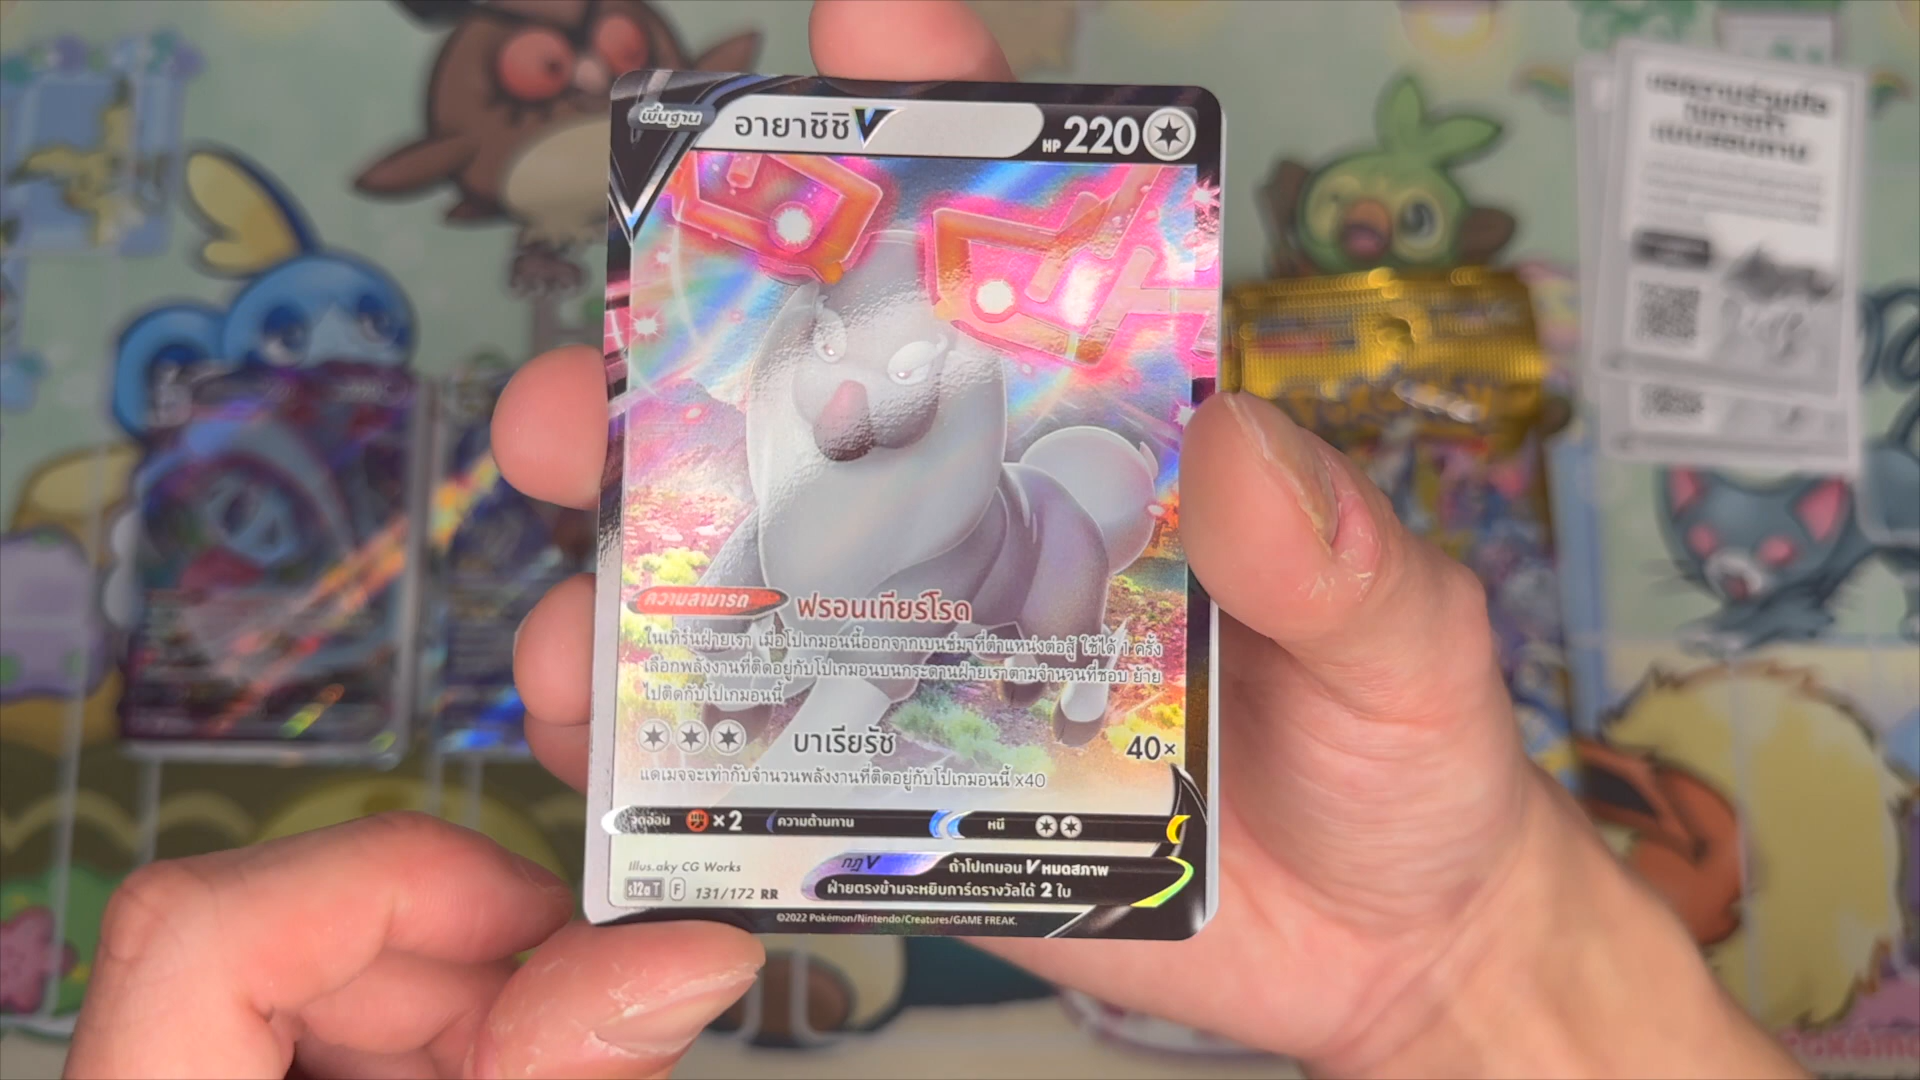 พื้นฐาน อายาชิชิ V HP 220
ความสามารถ ฟรอนเทียร์โรด
ในเทิร์นฝ่ายเรา เมื่อโปเกมอนนี้ออกจากเบนช์มาที่ตำแหน่งต่อสู้ ใช้ได้ 1 ครั้ง
เลือกพลังงานที่ติดอยู่กับโปเกมอนบนกระดานฝ่ายเราตามจำนวนที่ชอบ ย้าย
ไปติดกับโปเกมอนนี้
บาเรียรัช 40×
แดเมจจะเท่ากับจำนวนพลังงานที่ติดอยู่กับโปเกมอนนี้ x40
จุดอ่อน ×2 ความต้านทาน หนี
Illus.aky CG Works
กฎ V ถ้าโปเกมอน V หมดสภาพ
ฝ่ายตรงข้ามจะหยิบการ์ดรางวัลได้ 2 ใบ
s12a T F 131/172 RR
©2022 Pokémon/Nintendo/Creatures/GAME FREAK.